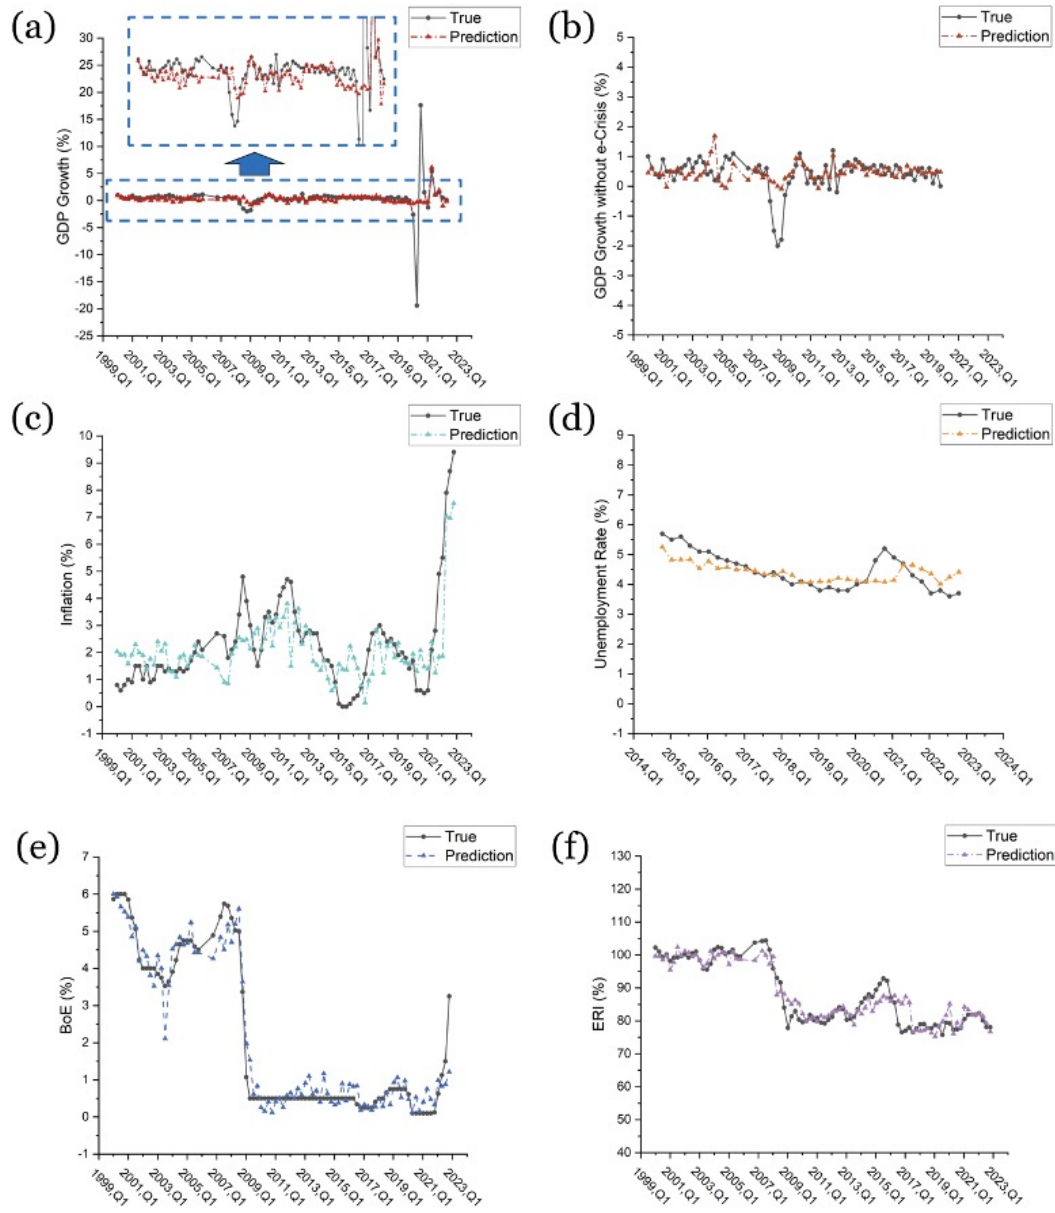 (a)
True
Prediction
GDP Growth (%)
30
25
20
15
10
5
0
-5
-10
-15
-20
-25
1999,Q1
2001,Q1
2003,Q1
2005,Q1
2007,Q1
2009,Q1
2011,Q1
2013,Q1
2015,Q1
2017,Q1
2019,Q1
2021,Q1
2023,Q1
(b)
True
Prediction
GDP Growth without e-Crisis (%)
5
4
3
2
1
0
-1
-2
-3
-4
-5
1999,Q1
2001,Q1
2003,Q1
2005,Q1
2007,Q1
2009,Q1
2011,Q1
2013,Q1
2015,Q1
2017,Q1
2019,Q1
2021,Q1
2023,Q1
(c)
True
Prediction
Inflation (%)
10
9
8
7
6
5
4
3
2
1
0
-1
1999,Q1
2001,Q1
2003,Q1
2005,Q1
2007,Q1
2009,Q1
2011,Q1
2013,Q1
2015,Q1
2017,Q1
2019,Q1
2021,Q1
2023,Q1
(d)
True
Prediction
Unemployment Rate (%)
9
8
7
6
5
4
3
2
1
0
-1
2014,Q1
2015,Q1
2016,Q1
2017,Q1
2018,Q1
2019,Q1
2020,Q1
2021,Q1
2022,Q1
2023,Q1
2024,Q1
(e)
True
Prediction
BoE (%)
7
6
5
4
3
2
1
0
-1
1999,Q1
2001,Q1
2003,Q1
2005,Q1
2007,Q1
2009,Q1
2011,Q1
2013,Q1
2015,Q1
2017,Q1
2019,Q1
2021,Q1
2023,Q1
(f)
True
Prediction
ERI (%)
130
120
110
100
90
80
70
60
50
40
1999,Q1
2001,Q1
2003,Q1
2005,Q1
2007,Q1
2009,Q1
2011,Q1
2013,Q1
2015,Q1
2017,Q1
2019,Q1
2021,Q1
2023,Q1